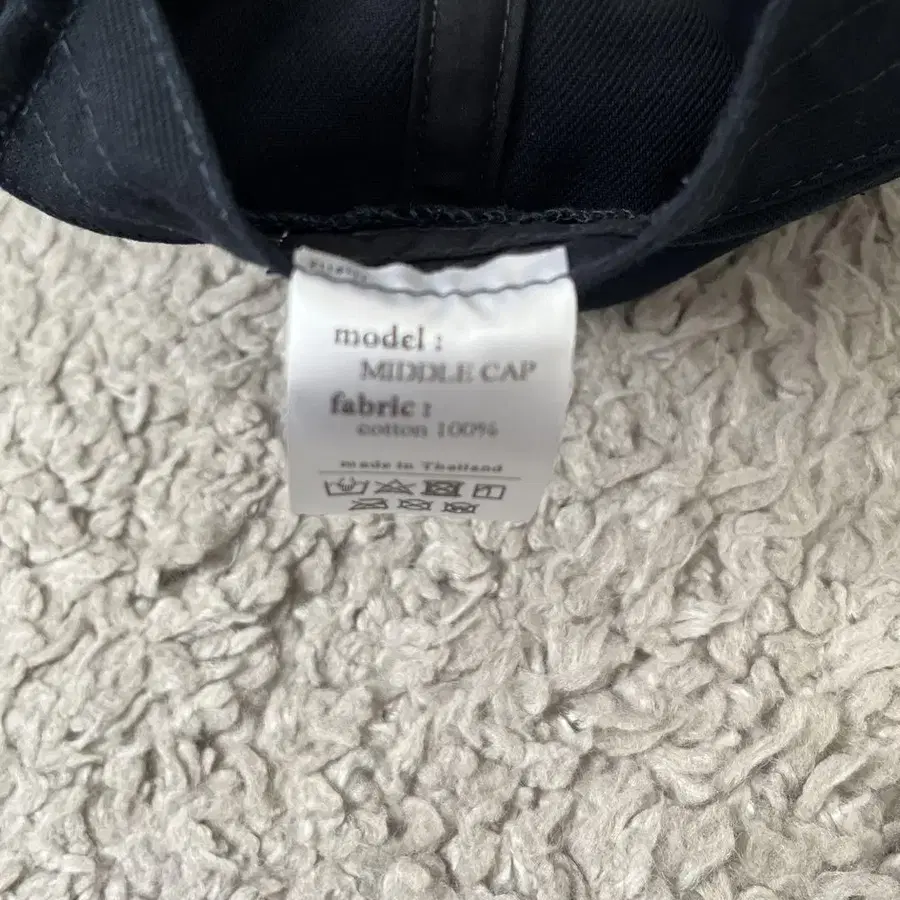 model :
MIDDLE CAP
fabric :
cotton 100%
made in Thailand